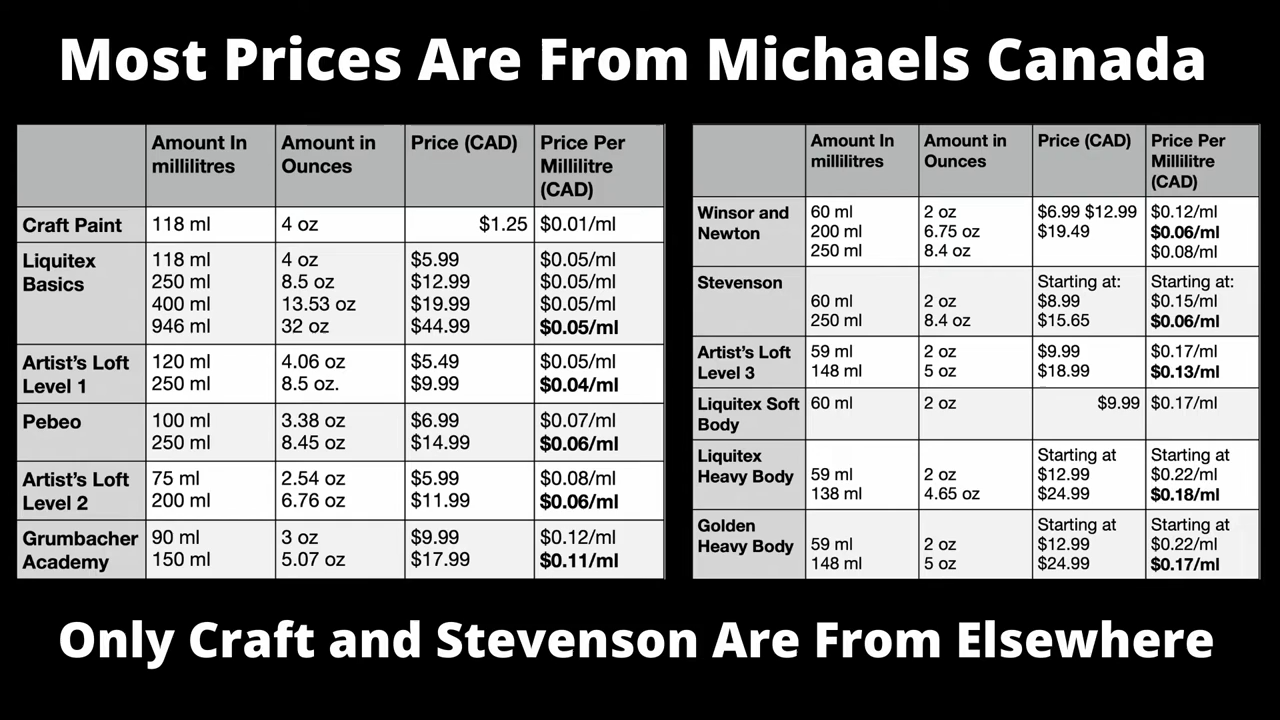 Most Prices Are From Michaels Canada
Amount In millilitres Amount in Ounces Price (CAD) Price Per Millilitre (CAD)
Craft Paint 118 ml 4 oz $1.25 $0.01/ml
Liquitex Basics 118 ml 4 oz $5.99 $0.05/ml
250 ml 8.5 oz $12.99 $0.05/ml
400 ml 13.53 oz $19.99 $0.05/ml
946 ml 32 oz $44.99 $0.05/ml
Artist's Loft Level 1 120 ml 4.06 oz $5.49 $0.05/ml
250 ml 8.5 oz. $9.99 $0.04/ml
Pebeo 100 ml 3.38 oz $6.99 $0.07/ml
250 ml 8.45 oz $14.99 $0.06/ml
Artist's Loft Level 2 75 ml 2.54 oz $5.99 $0.08/ml
200 ml 6.76 oz $11.99 $0.06/ml
Grumbacher Academy 90 ml 3 oz $9.99 $0.12/ml
150 ml 5.07 oz $17.99 $0.11/ml
Amount In millilitres Amount in Ounces Price (CAD) Price Per Millilitre (CAD)
Winsor and Newton 60 ml 2 oz $6.99 $12.99 $0.12/ml
200 ml 6.75 oz $19.49 $0.06/ml
250 ml 8.4 oz $0.08/ml
Stevenson Starting at: Starting at:
60 ml 2 oz $8.99 $0.15/ml
250 ml 8.4 oz $15.65 $0.06/ml
Artist's Loft Level 3 59 ml 2 oz $9.99 $0.17/ml
148 ml 5 oz $18.99 $0.13/ml
Liquitex Soft Body 60 ml 2 oz $9.99 $0.17/ml
Liquitex Heavy Body Starting at Starting at
59 ml 2 oz $12.99 $0.22/ml
138 ml 4.65 oz $24.99 $0.18/ml
Golden Heavy Body Starting at Starting at
59 ml 2 oz $12.99 $0.22/ml
148 ml 5 oz $24.99 $0.17/ml
Only Craft and Stevenson Are From Elsewhere